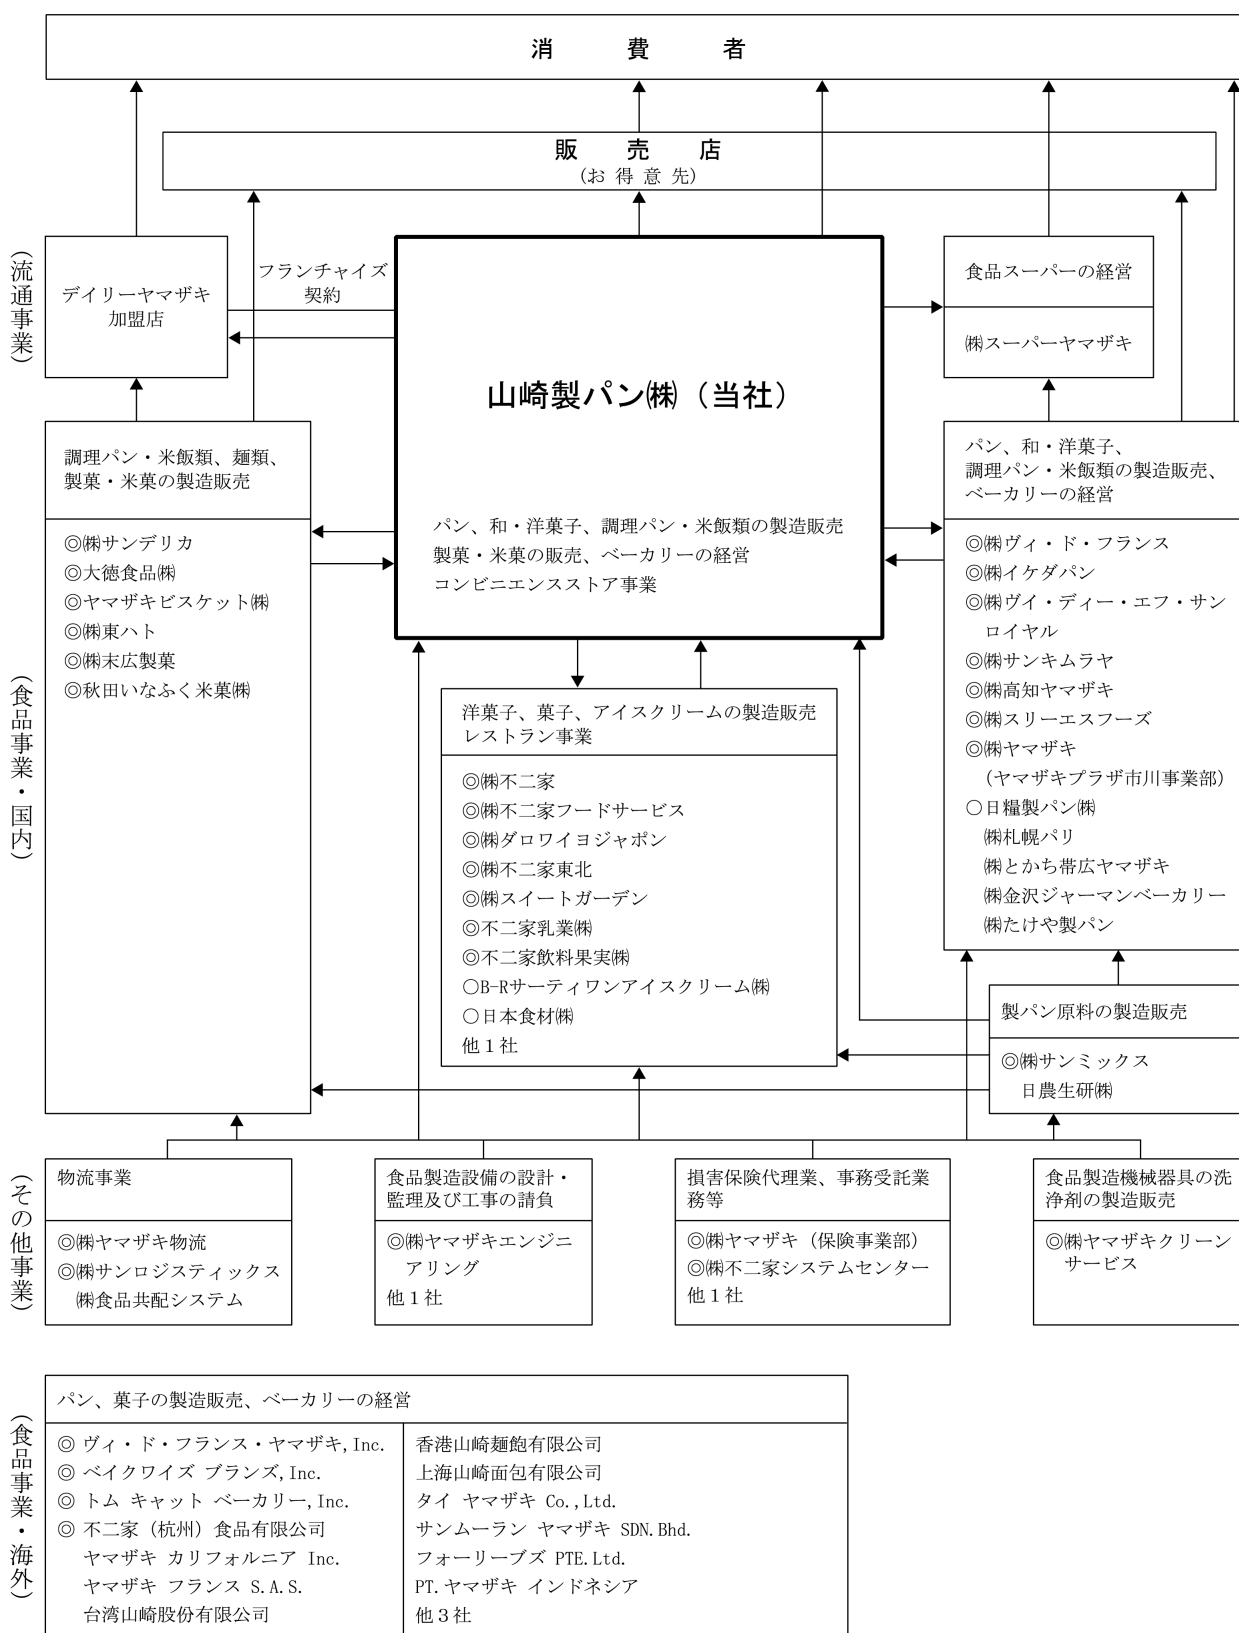 消 費 者
販 売 店
(お 得 意 先)
(流通事業)
デイリーヤマザキ
加盟店
フランチャイズ
契約
食品スーパーの経営
㈱スーパーヤマザキ
山崎製パン㈱（当社）
パン、和・洋菓子、調理パン・米飯類の製造販売
製菓・米菓の販売、ベーカリーの経営
コンビニエンスストア事業
(食品事業・国内)
調理パン・米飯類、麺類、
製菓・米菓の製造販売
◎㈱サンデリカ
◎大徳食品㈱
◎ヤマザキビスケット㈱
◎㈱東ハト
◎㈱末広製菓
◎秋田いなふく米菓㈱
洋菓子、菓子、アイスクリームの製造販売
レストラン事業
◎㈱不二家
◎㈱不二家フードサービス
◎㈱ダロワイヨジャポン
◎㈱不二家東北
◎㈱スイートガーデン
◎不二家乳業㈱
◎不二家飲料果実㈱
○B-Rサーティワンアイスクリーム㈱
○日本食材㈱
他１社
パン、和・洋菓子、
調理パン・米飯類の製造販売、
ベーカリーの経営
◎㈱ヴィ・ド・フランス
◎㈱イケダパン
◎㈱ヴイ・ディー・エフ・サン
ロイヤル
◎㈱サンキムラヤ
◎㈱高知ヤマザキ
◎㈱スリーエスフーズ
◎㈱ヤマザキ
(ヤマザキプラザ市川事業部)
○日糧製パン㈱
㈱札幌パリ
㈱とかち帯広ヤマザキ
㈱金沢ジャーマンベーカリー
㈱たけや製パン
製パン原料の製造販売
◎㈱サンミックス
日農生研㈱
(その他事業)
物流事業
◎㈱ヤマザキ物流
◎㈱サンロジスティックス
㈱食品共配システム
食品製造設備の設計・
監理及び工事の請負
◎㈱ヤマザキエンジニ
アリング
他１社
損害保険代理業、事務受託業
務等
◎㈱ヤマザキ（保険事業部）
◎㈱不二家システムセンター
他１社
食品製造機械器具の洗
浄剤の製造販売
◎㈱ヤマザキクリーン
サービス
(食品事業・海外)
パン、菓子の製造販売、ベーカリーの経営
◎ ヴィ・ド・フランス・ヤマザキ,Inc.
◎ ベイクワイズ ブランズ,Inc.
◎ トム キャット ベーカリー,Inc.
◎ 不二家（杭州）食品有限公司
ヤマザキ カリフォルニア Inc.
ヤマザキ フランス S.A.S.
台湾山崎股份有限公司
香港山崎麺飽有限公司
上海山崎面包有限公司
タイ ヤマザキ Co.,Ltd.
サンムーラン ヤマザキ SDN.Bhd.
フォーリーブズ PTE.Ltd.
PT.ヤマザキ インドネシア
他３社